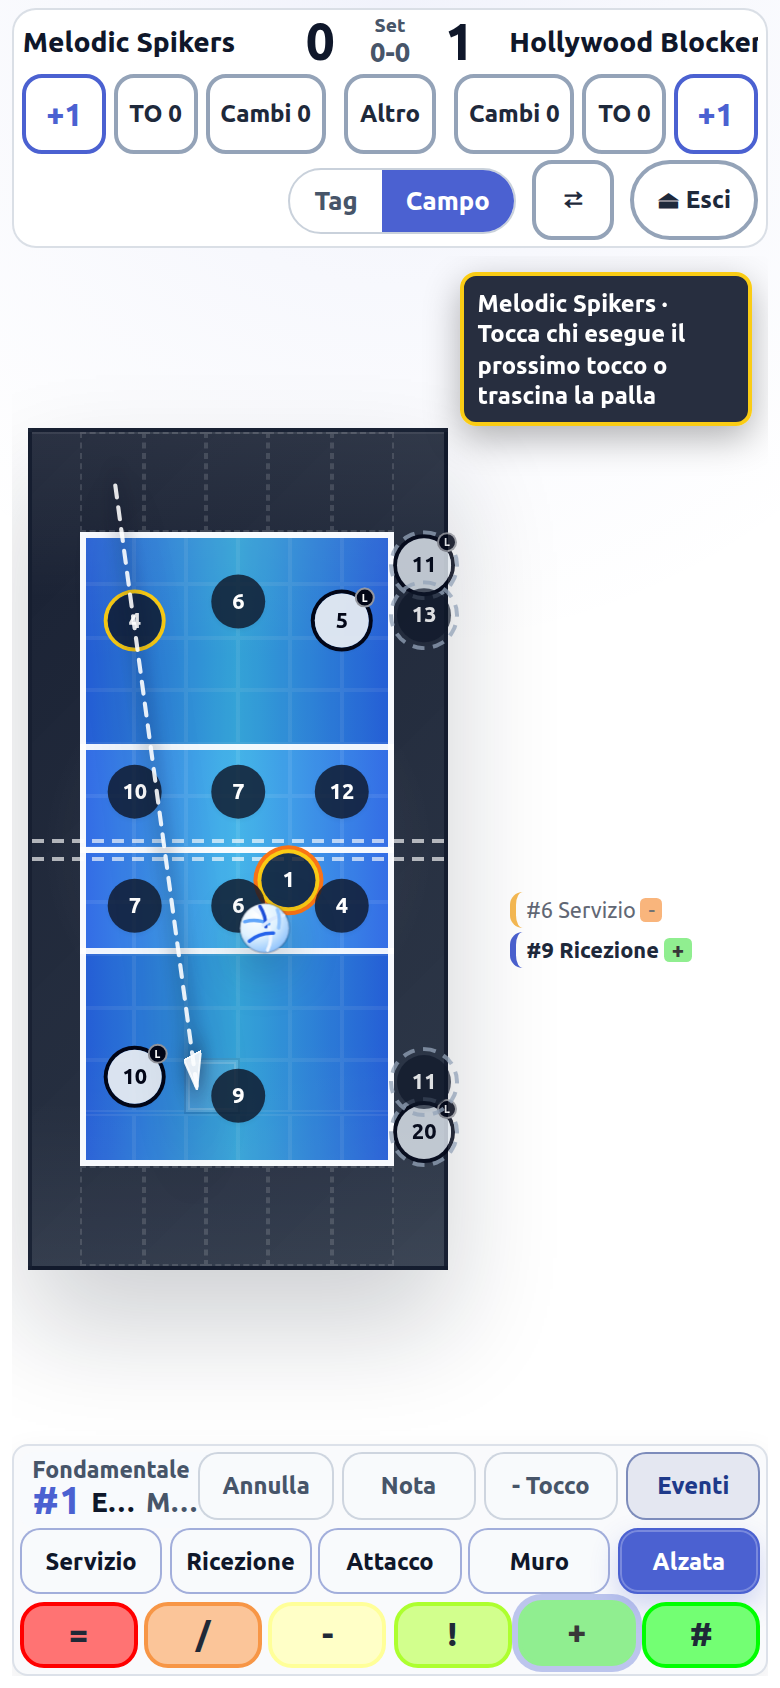 Melodic Spikers 0 Set 1 Hollywood Blocker
0-0
+1 TO 0 Cambi 0 Altro Cambi 0 TO 0 +1
Tag Campo ⇄ ⏏ Esci
Melodic Spikers ·
Tocca chi esegue il
prossimo tocco o
trascina la palla
11 L
4 6 5 L 13
10 7 12
1
7 6 4
#6 Servizio -
#9 Ricezione +
10 L 9 11
20 L
Fondamentale
#1 E... M... Annulla Nota - Tocco Eventi
Servizio Ricezione Attacco Muro Alzata
= / - ! + #